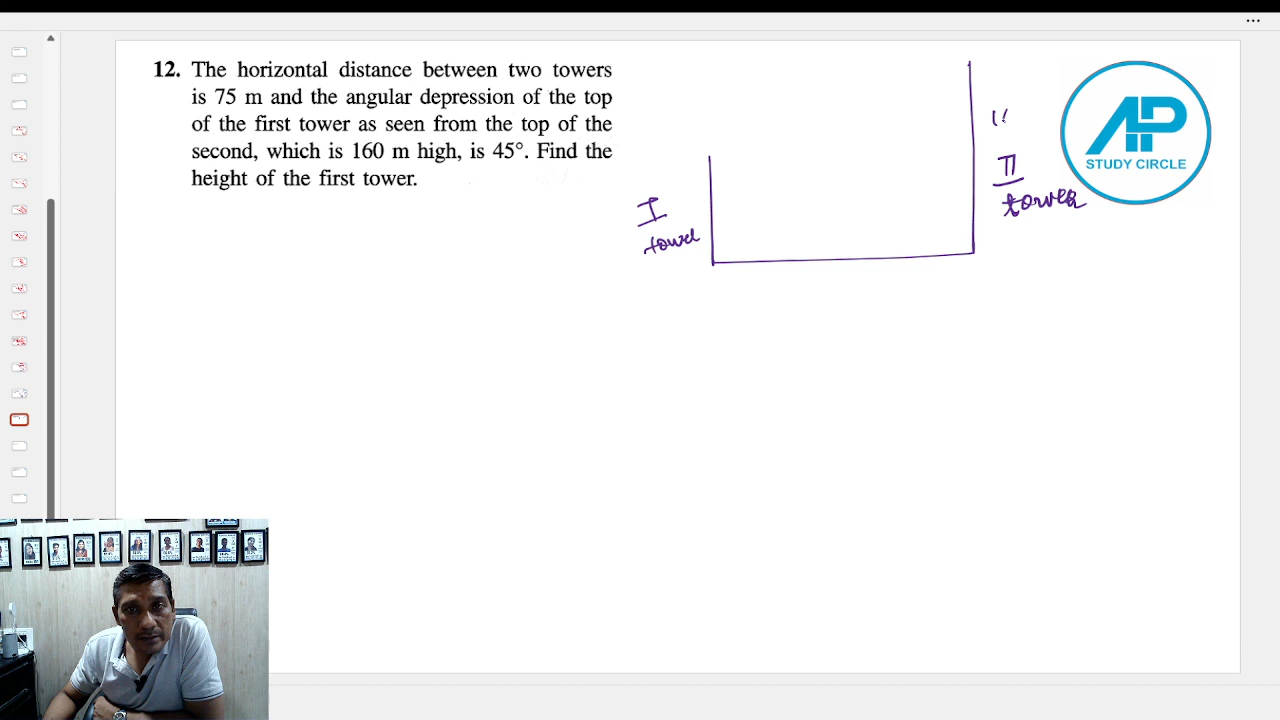 12. The horizontal distance between two towers
is 75 m and the angular depression of the top
of the first tower as seen from the top of the
second, which is 160 m high, is 45°. Find the
height of the first tower.
I
towel
II
tower
AP
STUDY CIRCLE